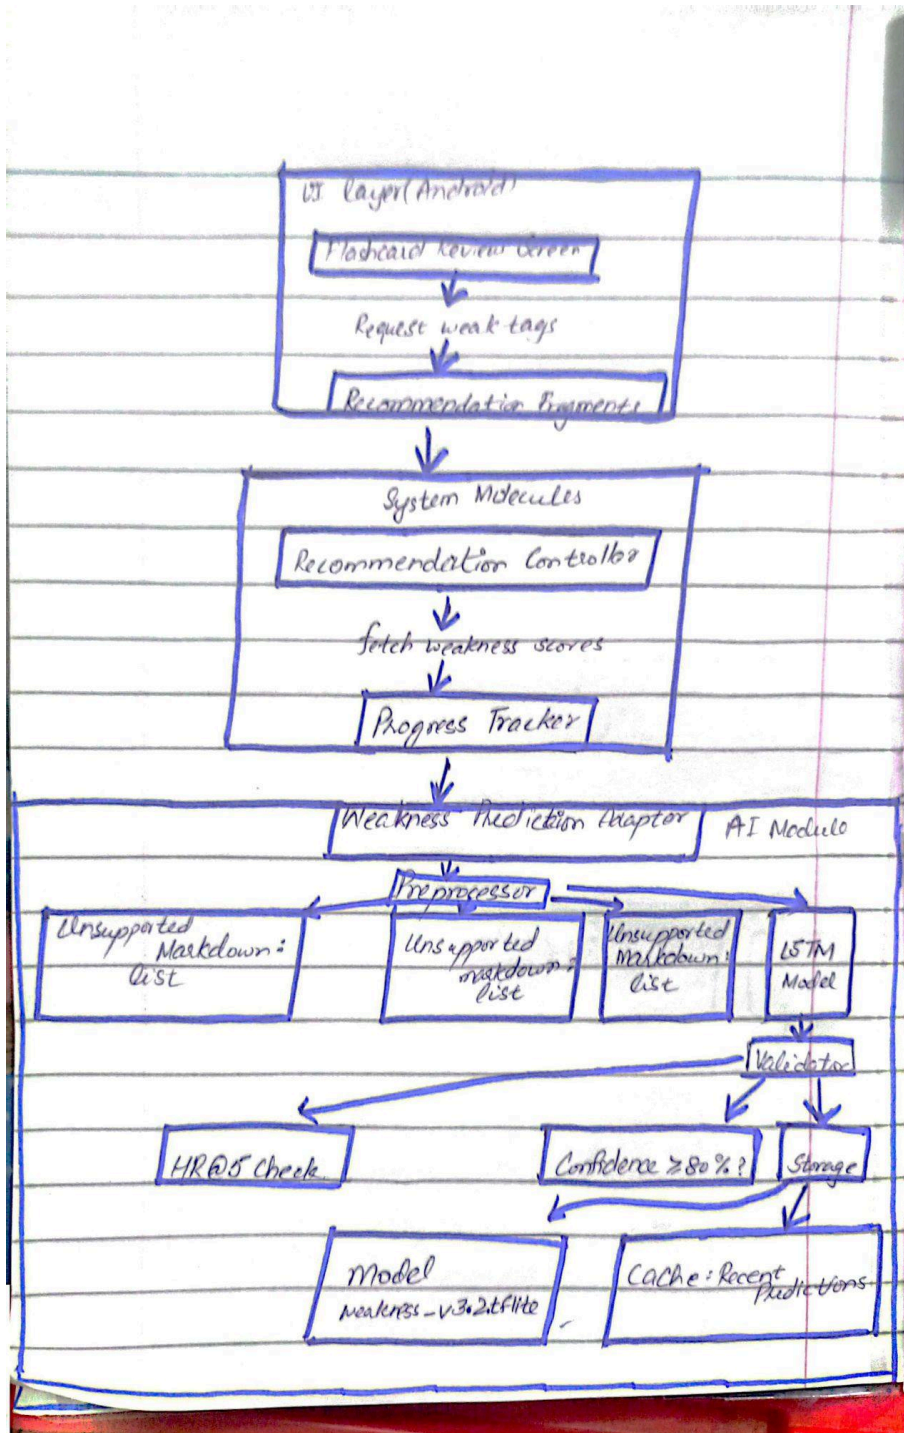 UI layer (Android)
Flashcard Review Screen
Request weak tags
Recommendation Fragments
System Molecules
Recommendation Controller
fetch weakness scores
Progress Tracker
Weakness Prediction Adaptor
AI Module
Preprocessor
Unsupported
Markdown:
list
Unsupported
markdown:
list
Unsupported
Markdown:
list
LSTM
Model
Validator
HR@5 Check
Confidence ≥80%?
Storage
Model
weakness_v3.2.tflite
Cache: Recent
Predictions